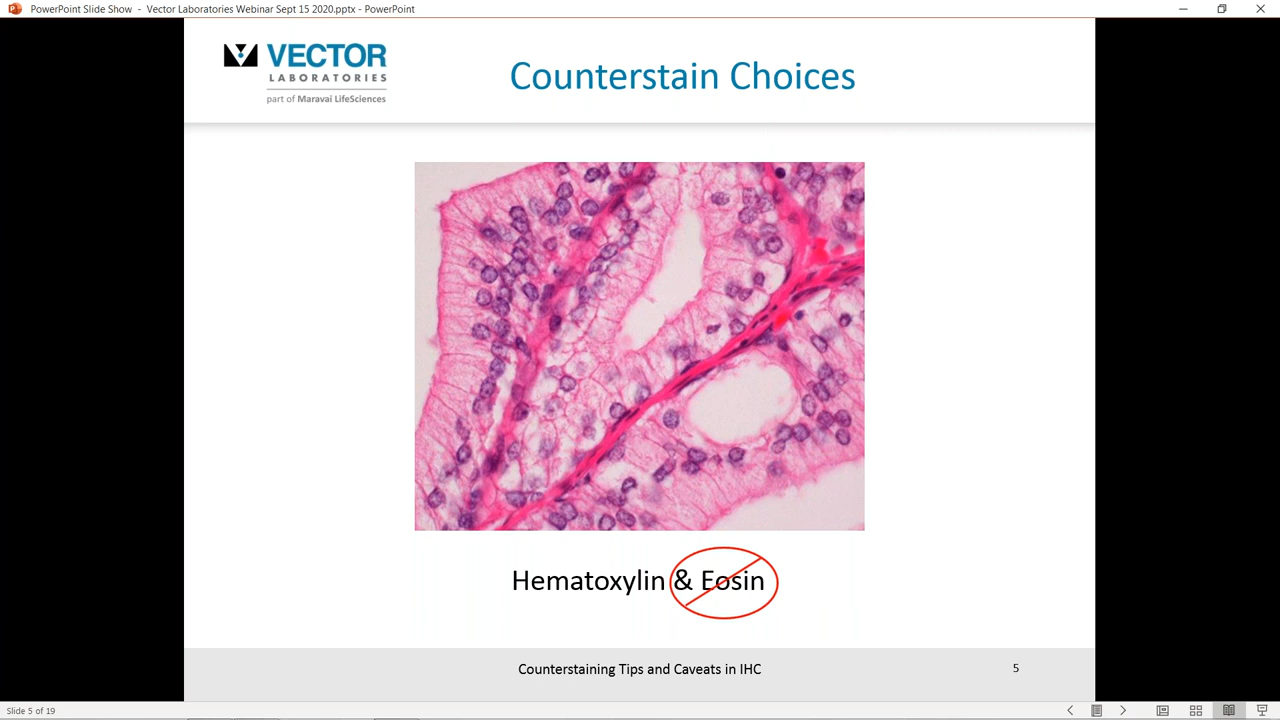 PowerPoint Slide Show - Vector Laboratories Webinar Sept 15 2020.pptx - PowerPoint
VECTOR
LABORATORIES
part of Maravai LifeSciences
Counterstain Choices
Hematoxylin & Eosin
Counterstaining Tips and Caveats in IHC
5
Slide 5 of 19